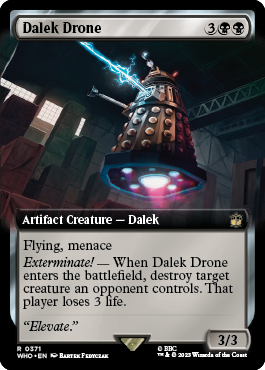 Dalek Drone 3
Artifact Creature — Dalek
Flying, menace
Exterminate! — When Dalek Drone
enters the battlefield, destroy target
creature an opponent controls. That
player loses 3 life.
“Elevate.”
3/3
R 0371
WHO • EN Bartek Fedyczak
© BBC
™ & © 2023 Wizards of the Coast